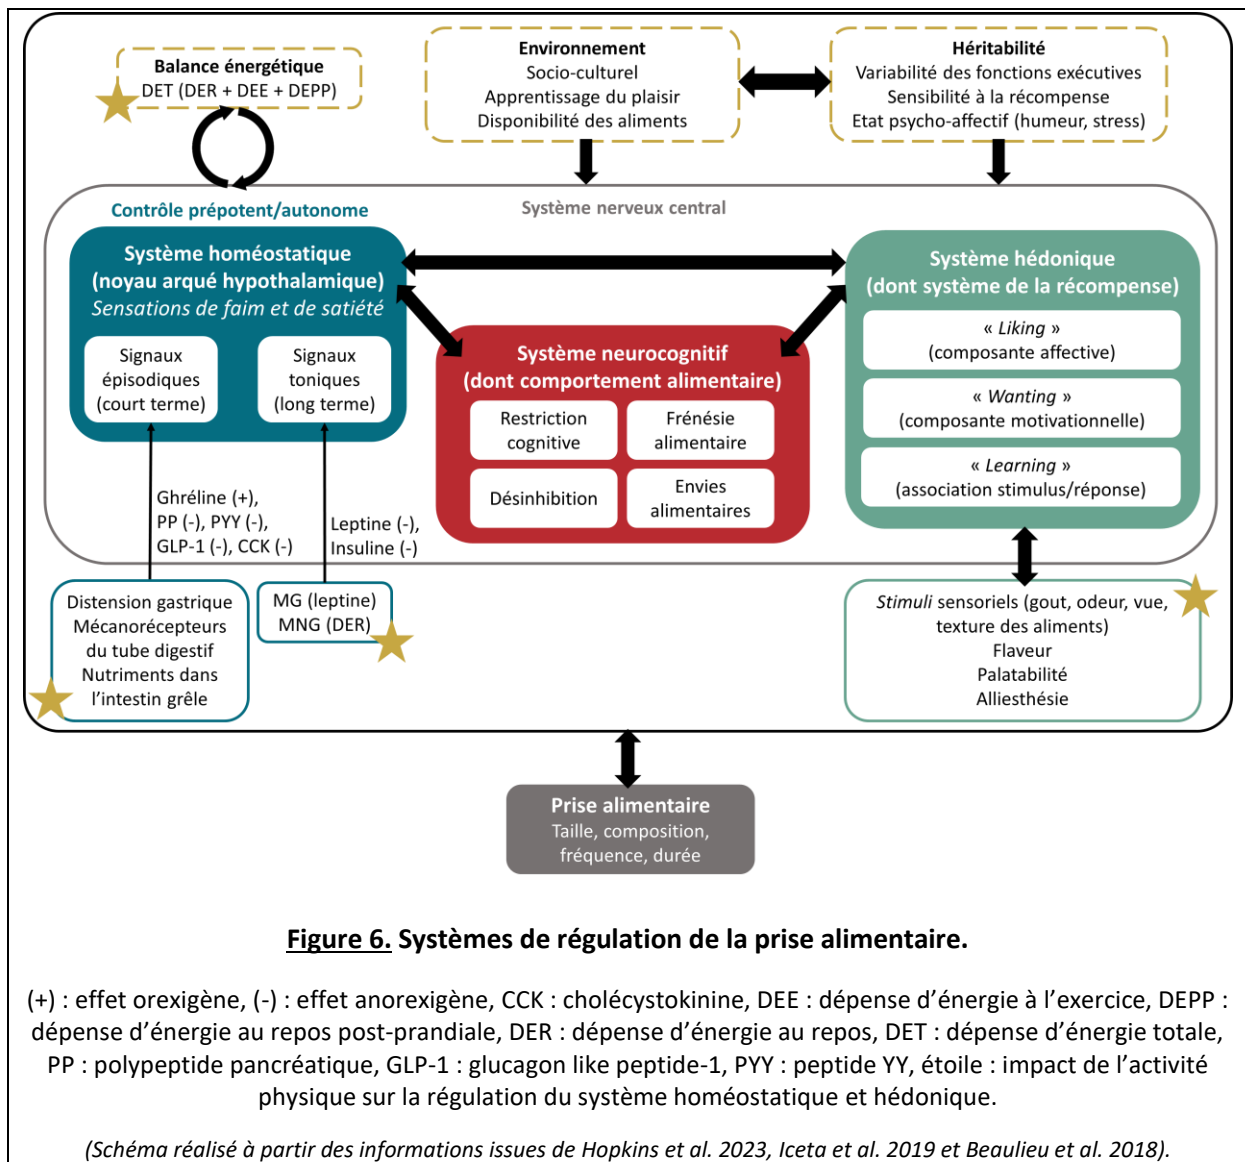 Balance énergétique
DET (DER + DEE + DEPP)
Environnement
Socio-culturel
Apprentissage du plaisir
Disponibilité des aliments
Héritabilité
Variabilité des fonctions exécutives
Sensibilité à la récompense
Etat psycho-affectif (humeur, stress)
Contrôle prépotent/autonome
Système nerveux central
Système homéostatique
(noyau arqué hypothalamique)
Sensations de faim et de satiété
Signaux
épisodiques
(court terme)
Signaux
toniques
(long terme)
Système neurocognitif
(dont comportement alimentaire)
Restriction
cognitive
Frénésie
alimentaire
Désinhibition
Envies
alimentaires
Système hédonique
(dont système de la récompense)
« Liking »
(composante affective)
« Wanting »
(composante motivationnelle)
« Learning »
(association stimulus/réponse)
Ghréline (+),
PP (-), PYY (-),
GLP-1 (-), CCK (-)
Leptine (-),
Insuline (-)
Distension gastrique
Mécanorécepteurs
du tube digestif
Nutriments dans
l’intestin grêle
MG (leptine)
MNG (DER)
Stimuli sensoriels (gout, odeur, vue,
texture des aliments)
Flaveur
Palatabilité
Alliesthésie
Prise alimentaire
Taille, composition,
fréquence, durée
Figure 6. Systèmes de régulation de la prise alimentaire.
(+) : effet orexigène, (-) : effet anorexigène, CCK : cholécystokinine, DEE : dépense d’énergie à l’exercice, DEPP :
dépense d’énergie au repos post-prandiale, DER : dépense d’énergie au repos, DET : dépense d’énergie totale,
PP : polypeptide pancréatique, GLP-1 : glucagon like peptide-1, PYY : peptide YY, étoile : impact de l’activité
physique sur la régulation du système homéostatique et hédonique.
(Schéma réalisé à partir des informations issues de Hopkins et al. 2023, Iceta et al. 2019 et Beaulieu et al. 2018).